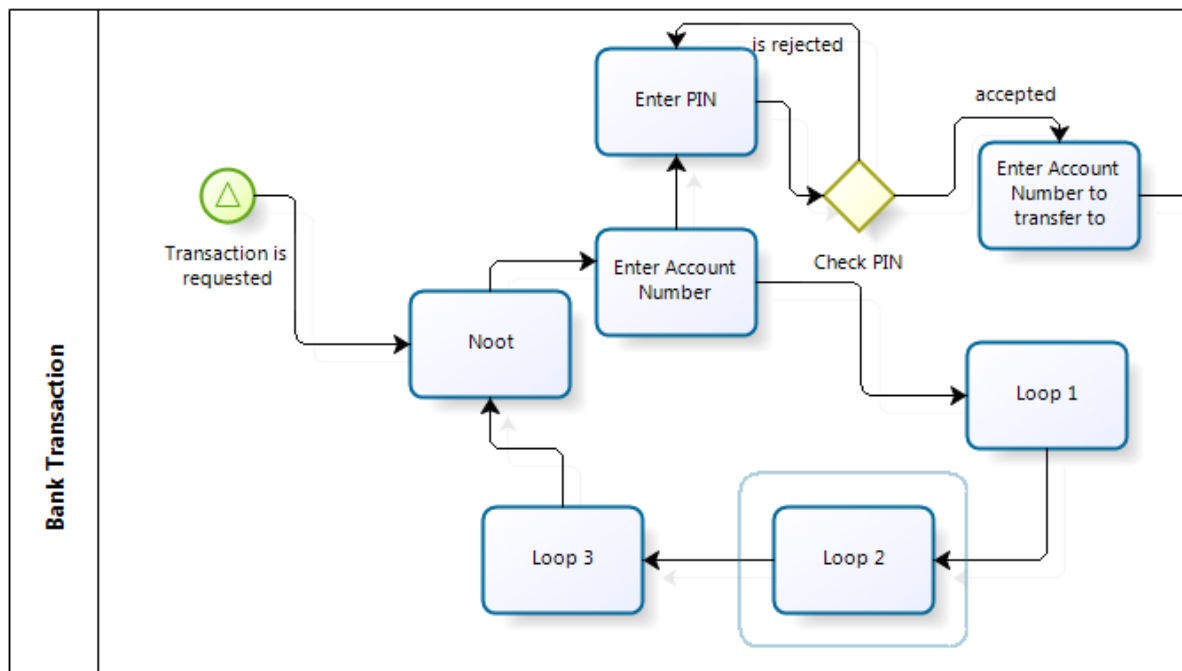 Bank Transaction
is rejected
Enter PIN
accepted
Enter Account
Number to
transfer to
Transaction is
requested
Enter Account
Number
Check PIN
Noot
Loop 1
Loop 3
Loop 2